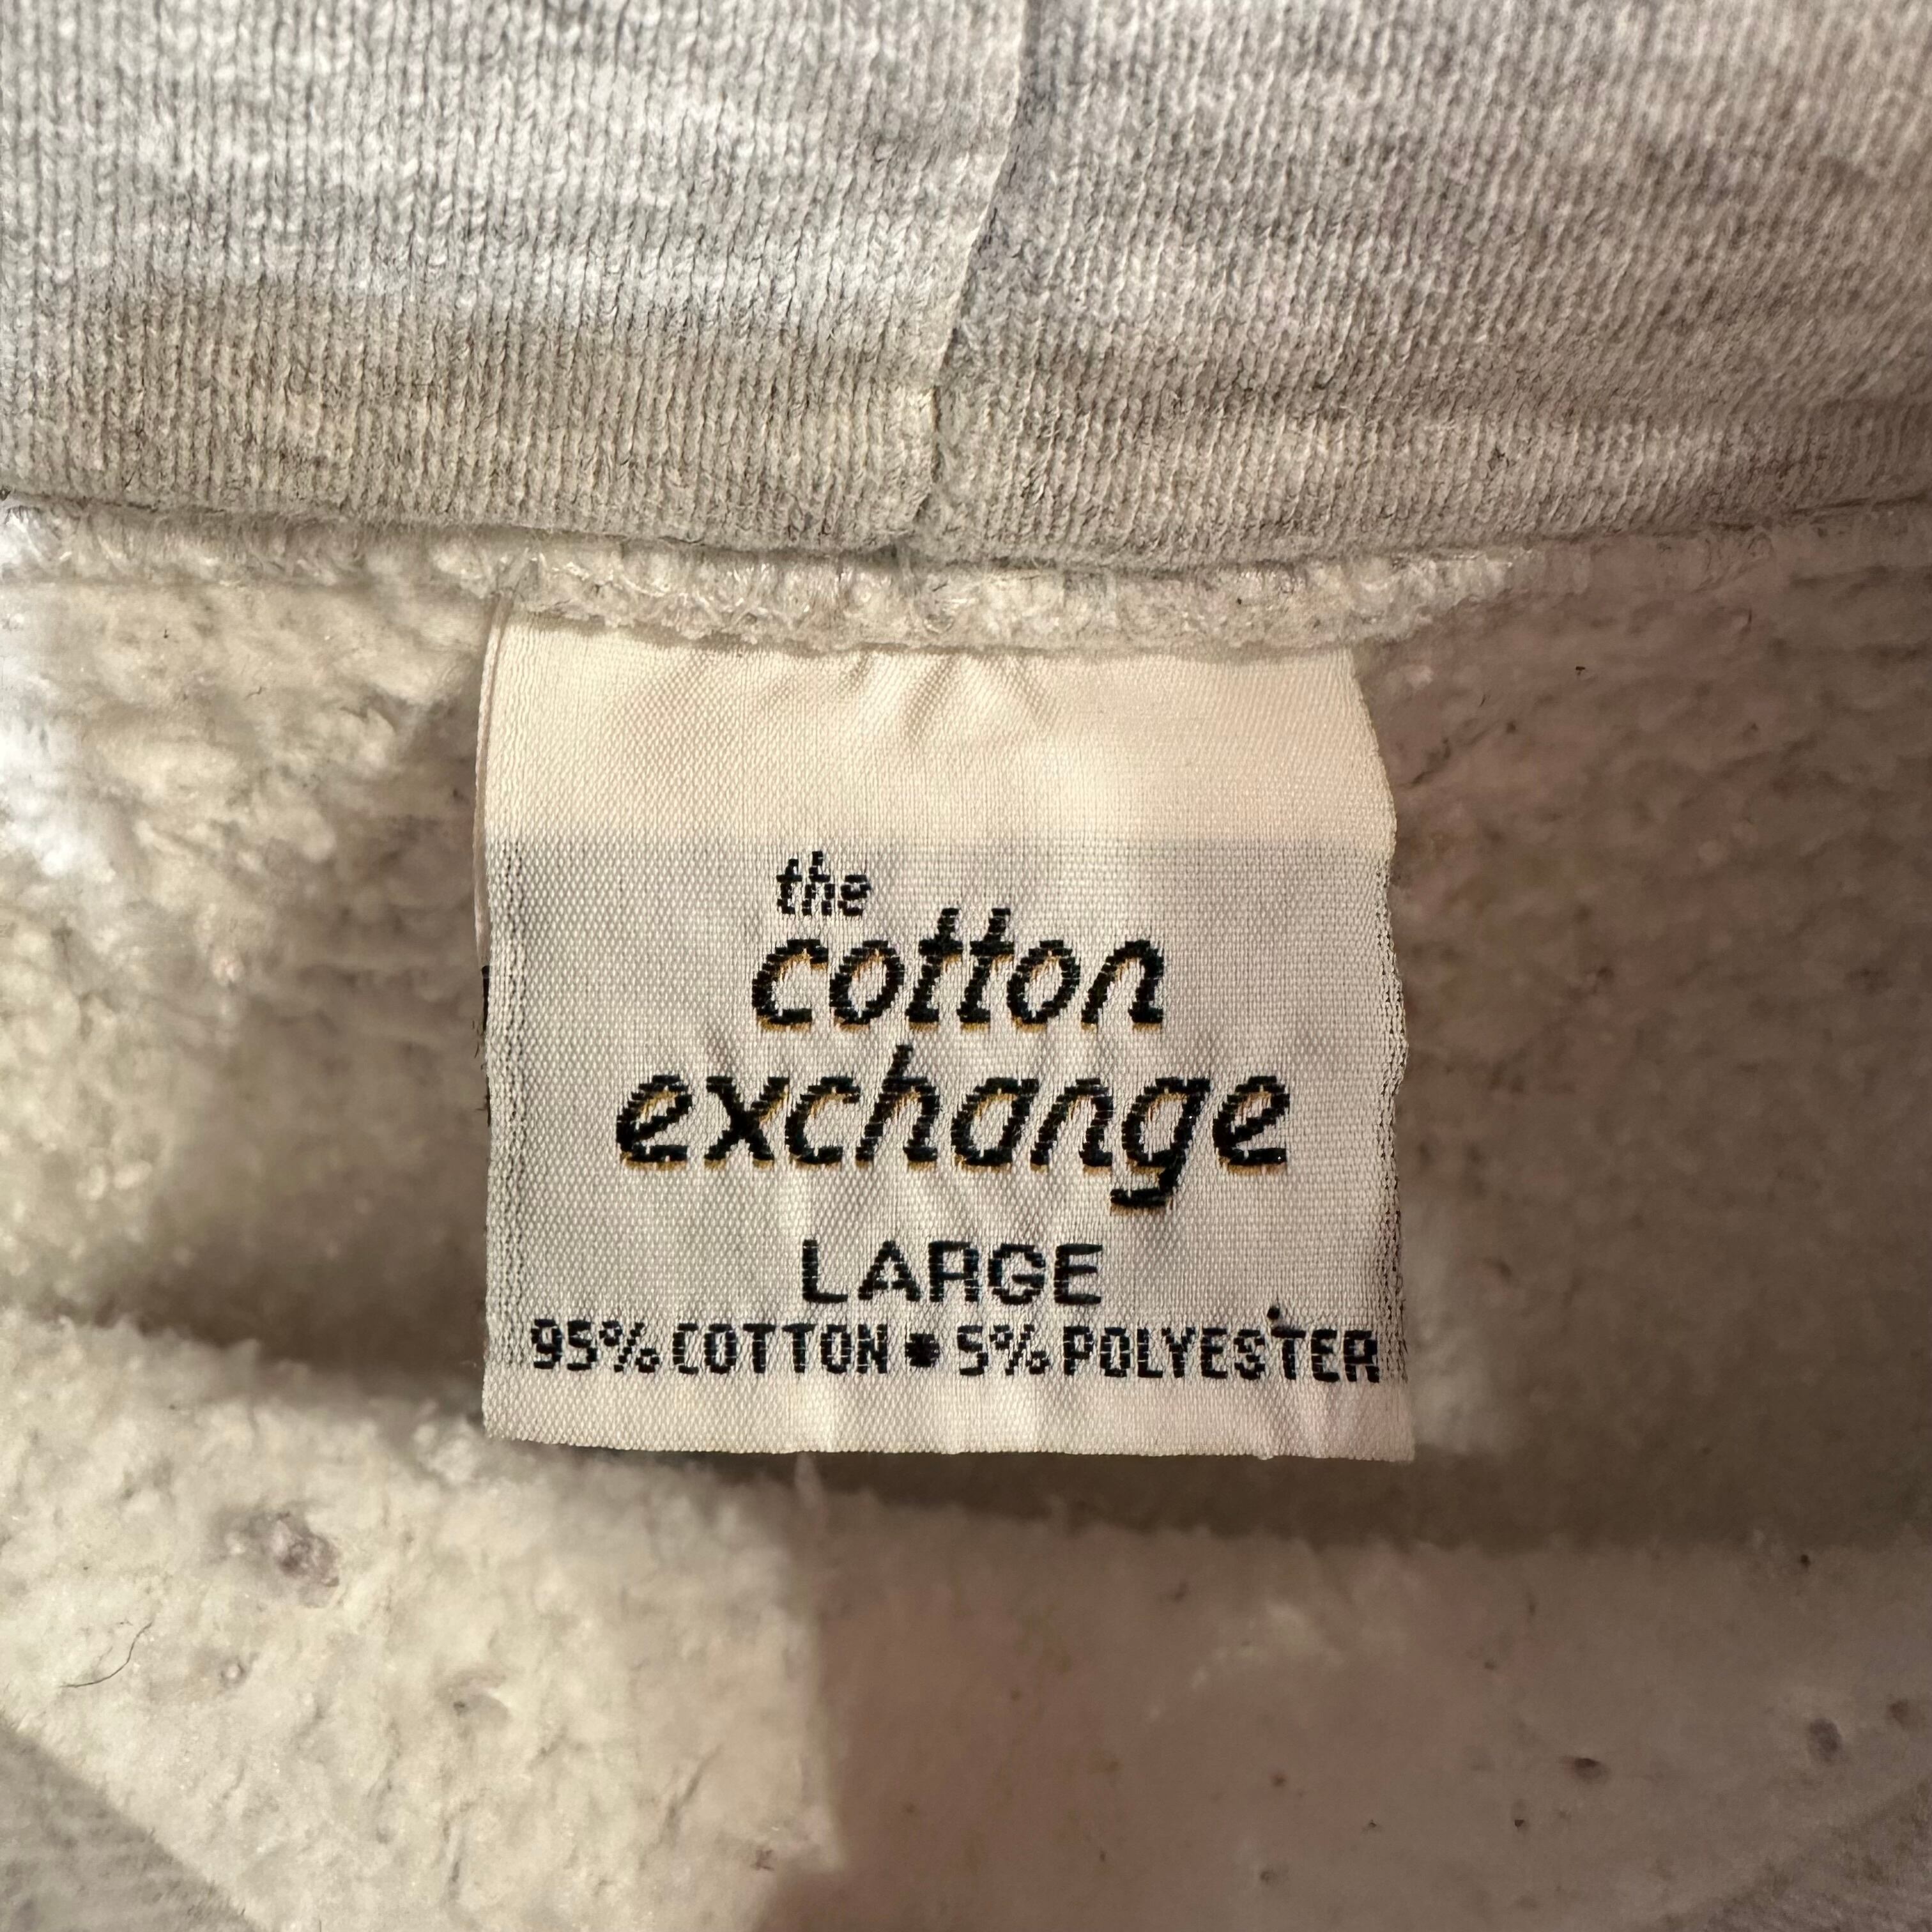 the
cotton
exchange
LARGE
95% COTTON • 5% POLYESTER